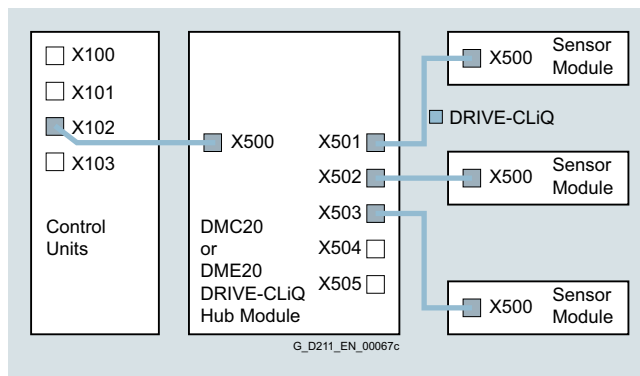 X100
X101
X102
X103
Control
Units
X500
X501
X502
X503
X504
X505
DMC20
or
DME20
DRIVE-CLiQ
Hub Module
X500
Sensor
Module
DRIVE-CLiQ
X500
Sensor
Module
X500
Sensor
Module
G_D211_EN_00067c